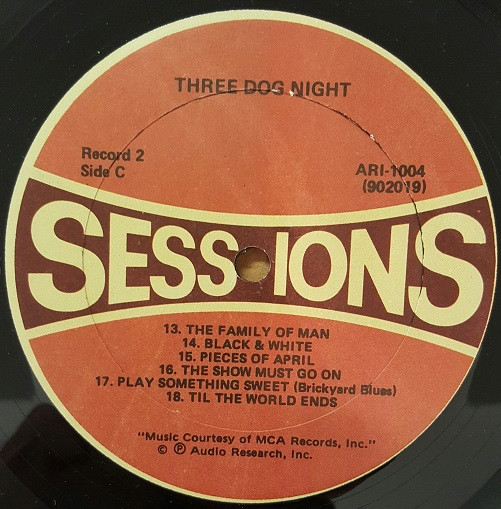 THREE DOG NIGHT
Record 2
Side C
ARI-1004
(902019)
SESSIONS
13. THE FAMILY OF MAN
14. BLACK & WHITE
15. PIECES OF APRIL
16. THE SHOW MUST GO ON
17. PLAY SOMETHING SWEET (Brickyard Blues)
18. TIL THE WORLD ENDS
"Music Courtesy of MCA Records, Inc."
© ℗ Audio Research, Inc.